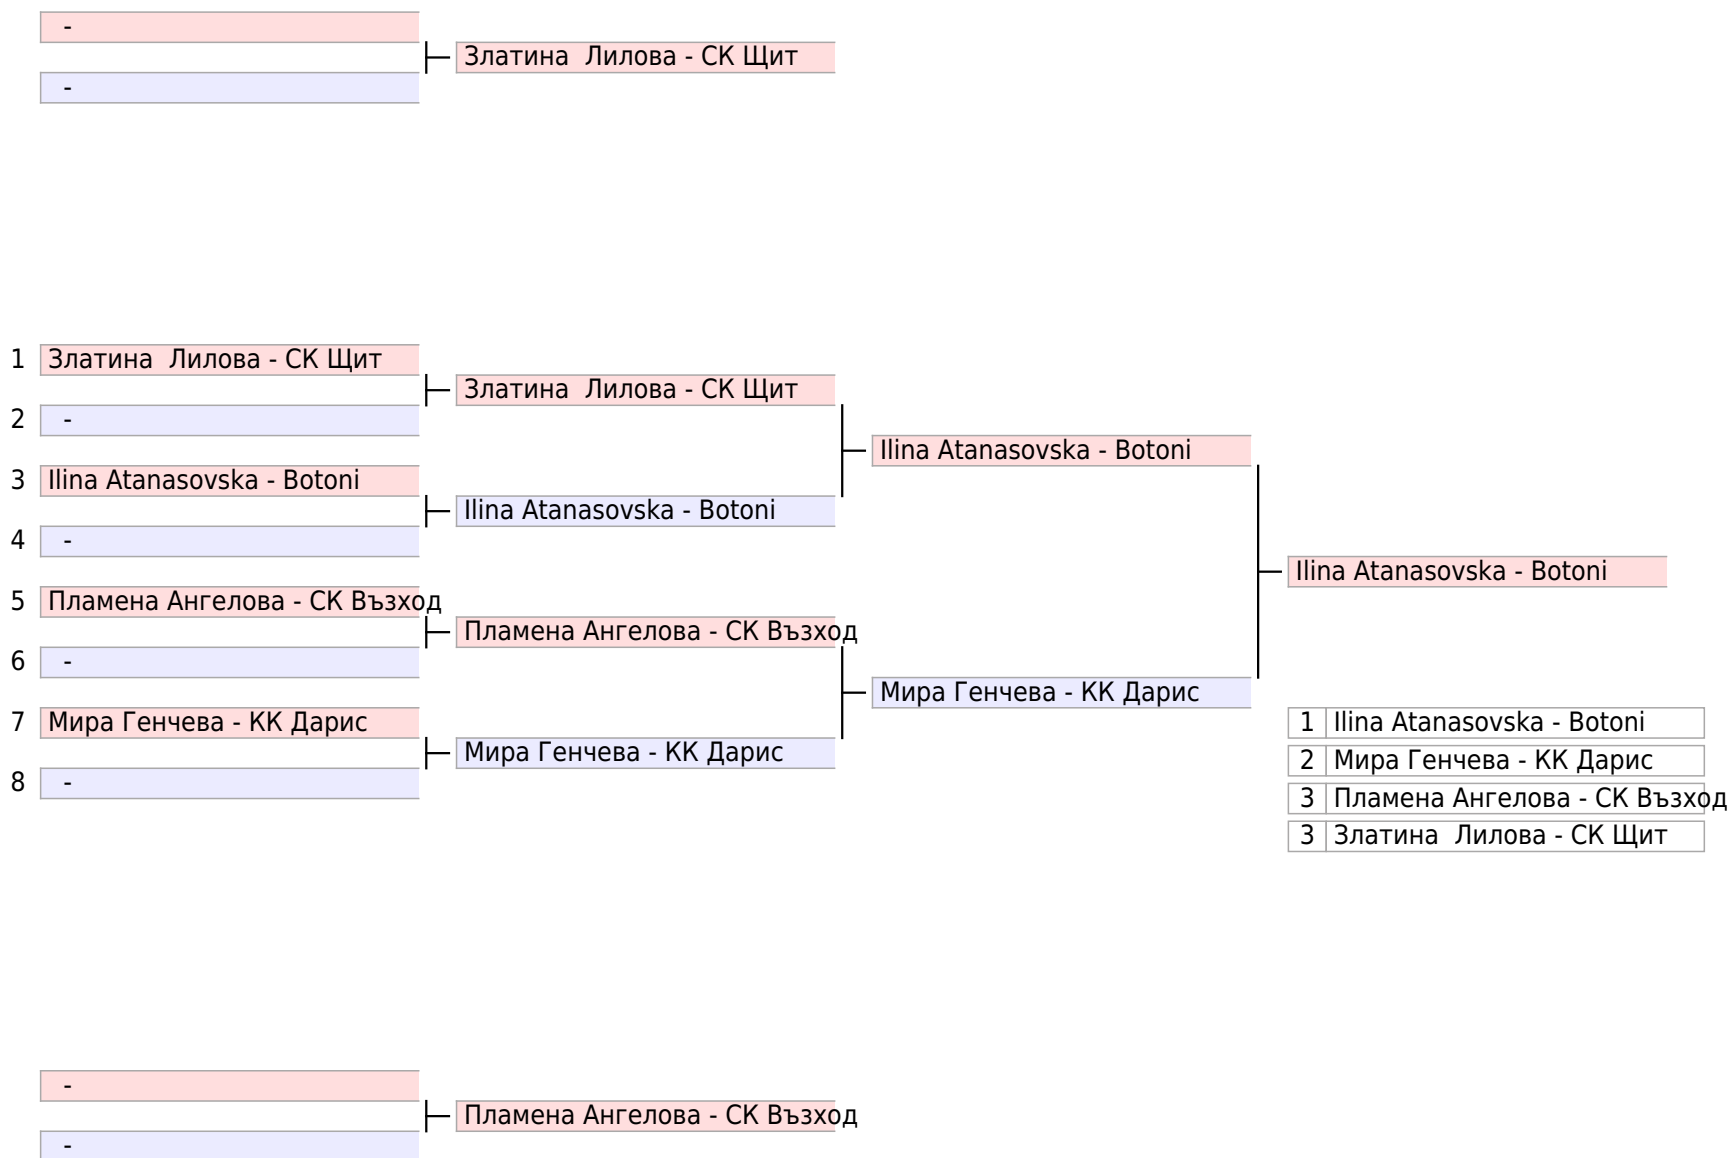 -
Златина  Лилова - СК Щит
-
1 Златина  Лилова - СК Щит
Златина  Лилова - СК Щит
2 -
Ilina Atanasovska - Botoni
3 Ilina Atanasovska - Botoni
Ilina Atanasovska - Botoni
4 -
Ilina Atanasovska - Botoni
5 Пламена Ангелова - СК Възход
Пламена Ангелова - СК Възход
6 -
Мира Генчева - КК Дарис
7 Мира Генчева - КК Дарис
Мира Генчева - КК Дарис
8 -
1 Ilina Atanasovska - Botoni
2 Мира Генчева - КК Дарис
3 Пламена Ангелова - СК Възход
3 Златина  Лилова - СК Щит
-
Пламена Ангелова - СК Възход
-